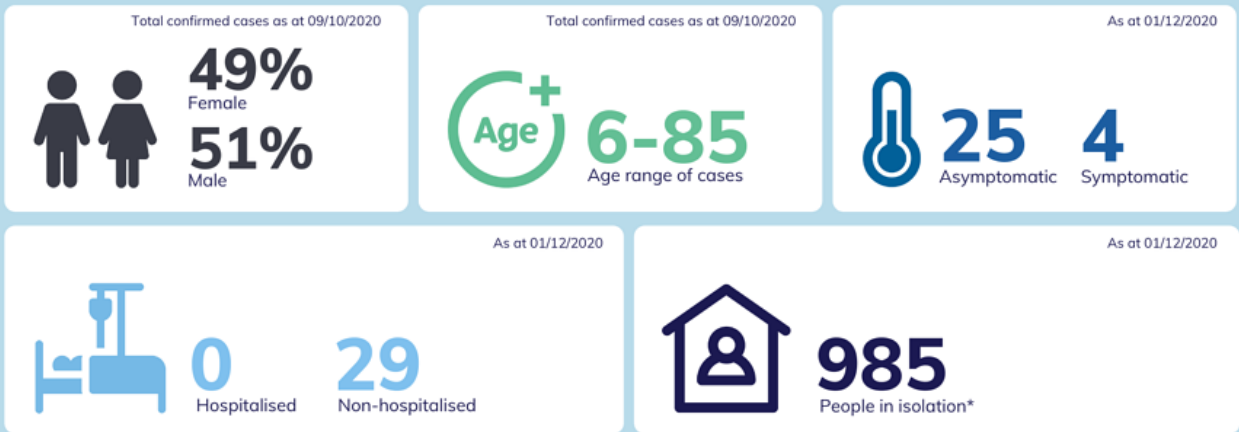 Total confirmed cases as at 09/10/2020
49%
Female
51%
Male
Total confirmed cases as at 09/10/2020
Age
6-85
Age range of cases
As at 01/12/2020
25 4
Asymptomatic Symptomatic
As at 01/12/2020
0 29
Hospitalised Non-hospitalised
As at 01/12/2020
985
People in isolation*